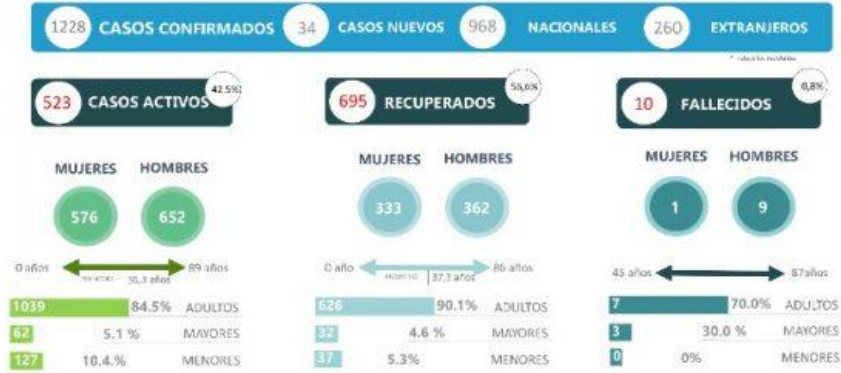 1228 CASOS CONFIRMADOS 34 CASOS NUEVOS 968 NACIONALES 260 EXTRANJEROS
523 CASOS ACTIVOS 42.5%
695 RECUPERADOS 56,6%
10 FALLECIDOS 0,8%
MUJERES HOMBRES
576 652
0 años 89 años
36,3 años
1039 84.5% ADULTOS
62 5.1 % MAYORES
127 10.4.% MENORES
MUJERES HOMBRES
333 362
0 año 86 años
37,3 años
626 90.1% ADULTOS
32 4.6 % MAYORES
37 5.3% MENORES
MUJERES HOMBRES
1 9
45 años 87años
7 70.0% ADULTOS
3 30.0 % MAYORES
0 0% MENORES